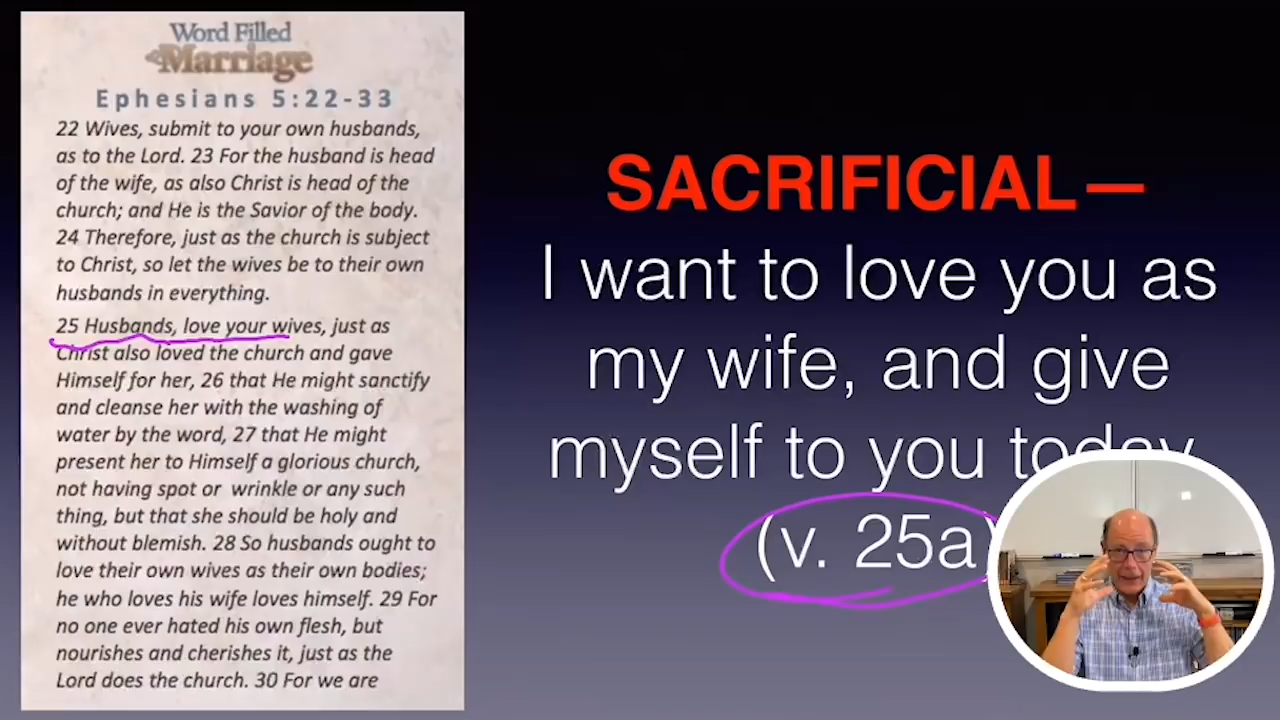 Word Filled
Marriage
Ephesians 5:22-33
22 Wives, submit to your own husbands,
as to the Lord. 23 For the husband is head
of the wife, as also Christ is head of the
church; and He is the Savior of the body.
24 Therefore, just as the church is subject
to Christ, so let the wives be to their own
husbands in everything.
25 Husbands, love your wives, just as
Christ also loved the church and gave
Himself for her, 26 that He might sanctify
and cleanse her with the washing of
water by the word, 27 that He might
present her to Himself a glorious church,
not having spot or wrinkle or any such
thing, but that she should be holy and
without blemish. 28 So husbands ought to
love their own wives as their own bodies;
he who loves his wife loves himself. 29 For
no one ever hated his own flesh, but
nourishes and cherishes it, just as the
Lord does the church. 30 For we are
SACRIFICIAL—
I want to love you as
my wife, and give
myself to you today
(v. 25a)